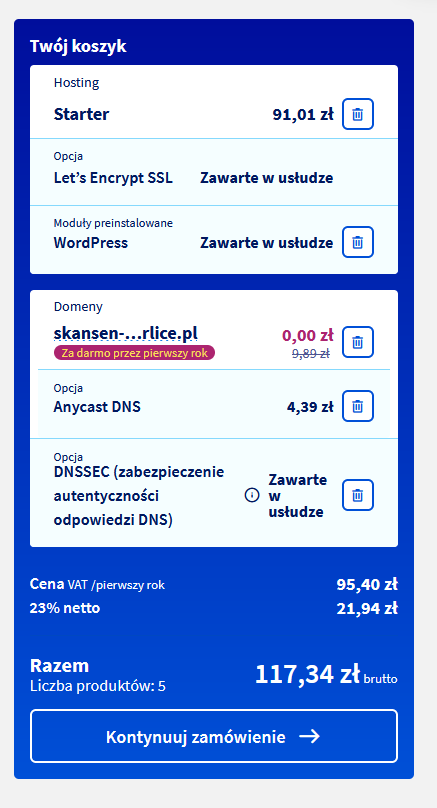 Twój koszyk
Hosting
Starter 91,01 zł
Opcja
Let's Encrypt SSL Zawarte w usłudze
Moduły preinstalowane
WordPress Zawarte w usłudze
Domeny
skansen-...rlice.pl 0,00 zł
Za darmo przez pierwszy rok 9,89 zł
Opcja
Anycast DNS 4,39 zł
Opcja
DNSSEC (zabezpieczenie
autentyczności
odpowiedzi DNS)
Zawarte
w
usłudze
Cena VAT /pierwszy rok 95,40 zł
23% netto 21,94 zł
Razem 117,34 zł brutto
Liczba produktów: 5
Kontynuuj zamówienie →